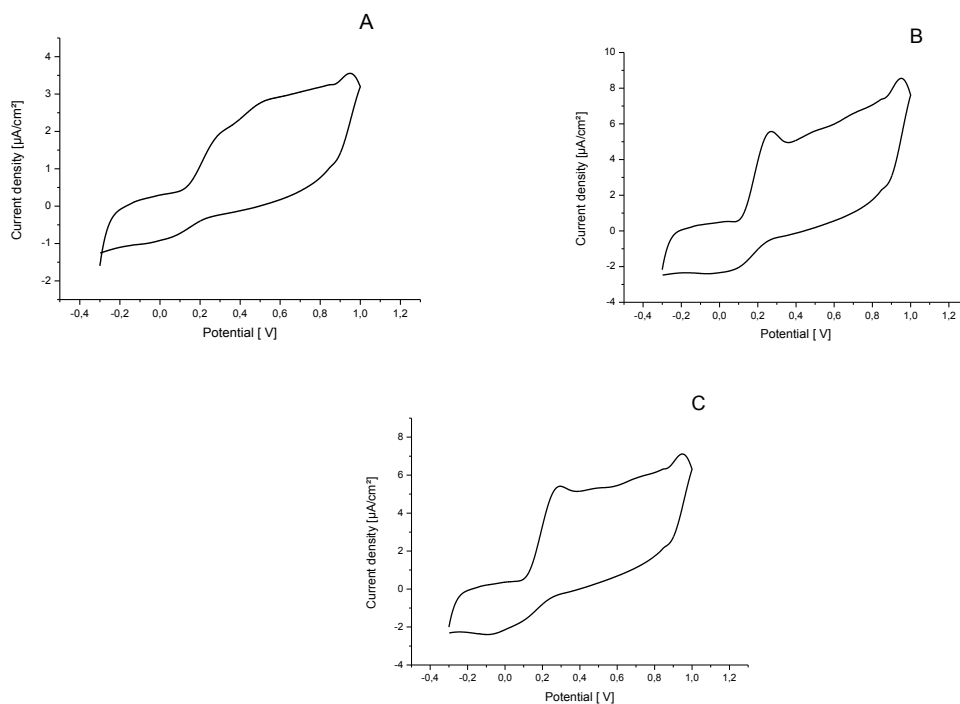 A
4
3
2
1
0
-1
-2
Current density [µA/cm²]
-0,4 -0,2 0,0 0,2 0,4 0,6 0,8 1,0 1,2
Potential [ V]
B
10
8
6
4
2
0
-2
-4
Current density [µA/cm²]
-0,4 -0,2 0,0 0,2 0,4 0,6 0,8 1,0 1,2
Potential [ V]
C
8
6
4
2
0
-2
-4
Current density [µA/cm²]
-0,4 -0,2 0,0 0,2 0,4 0,6 0,8 1,0 1,2
Potential [ V]